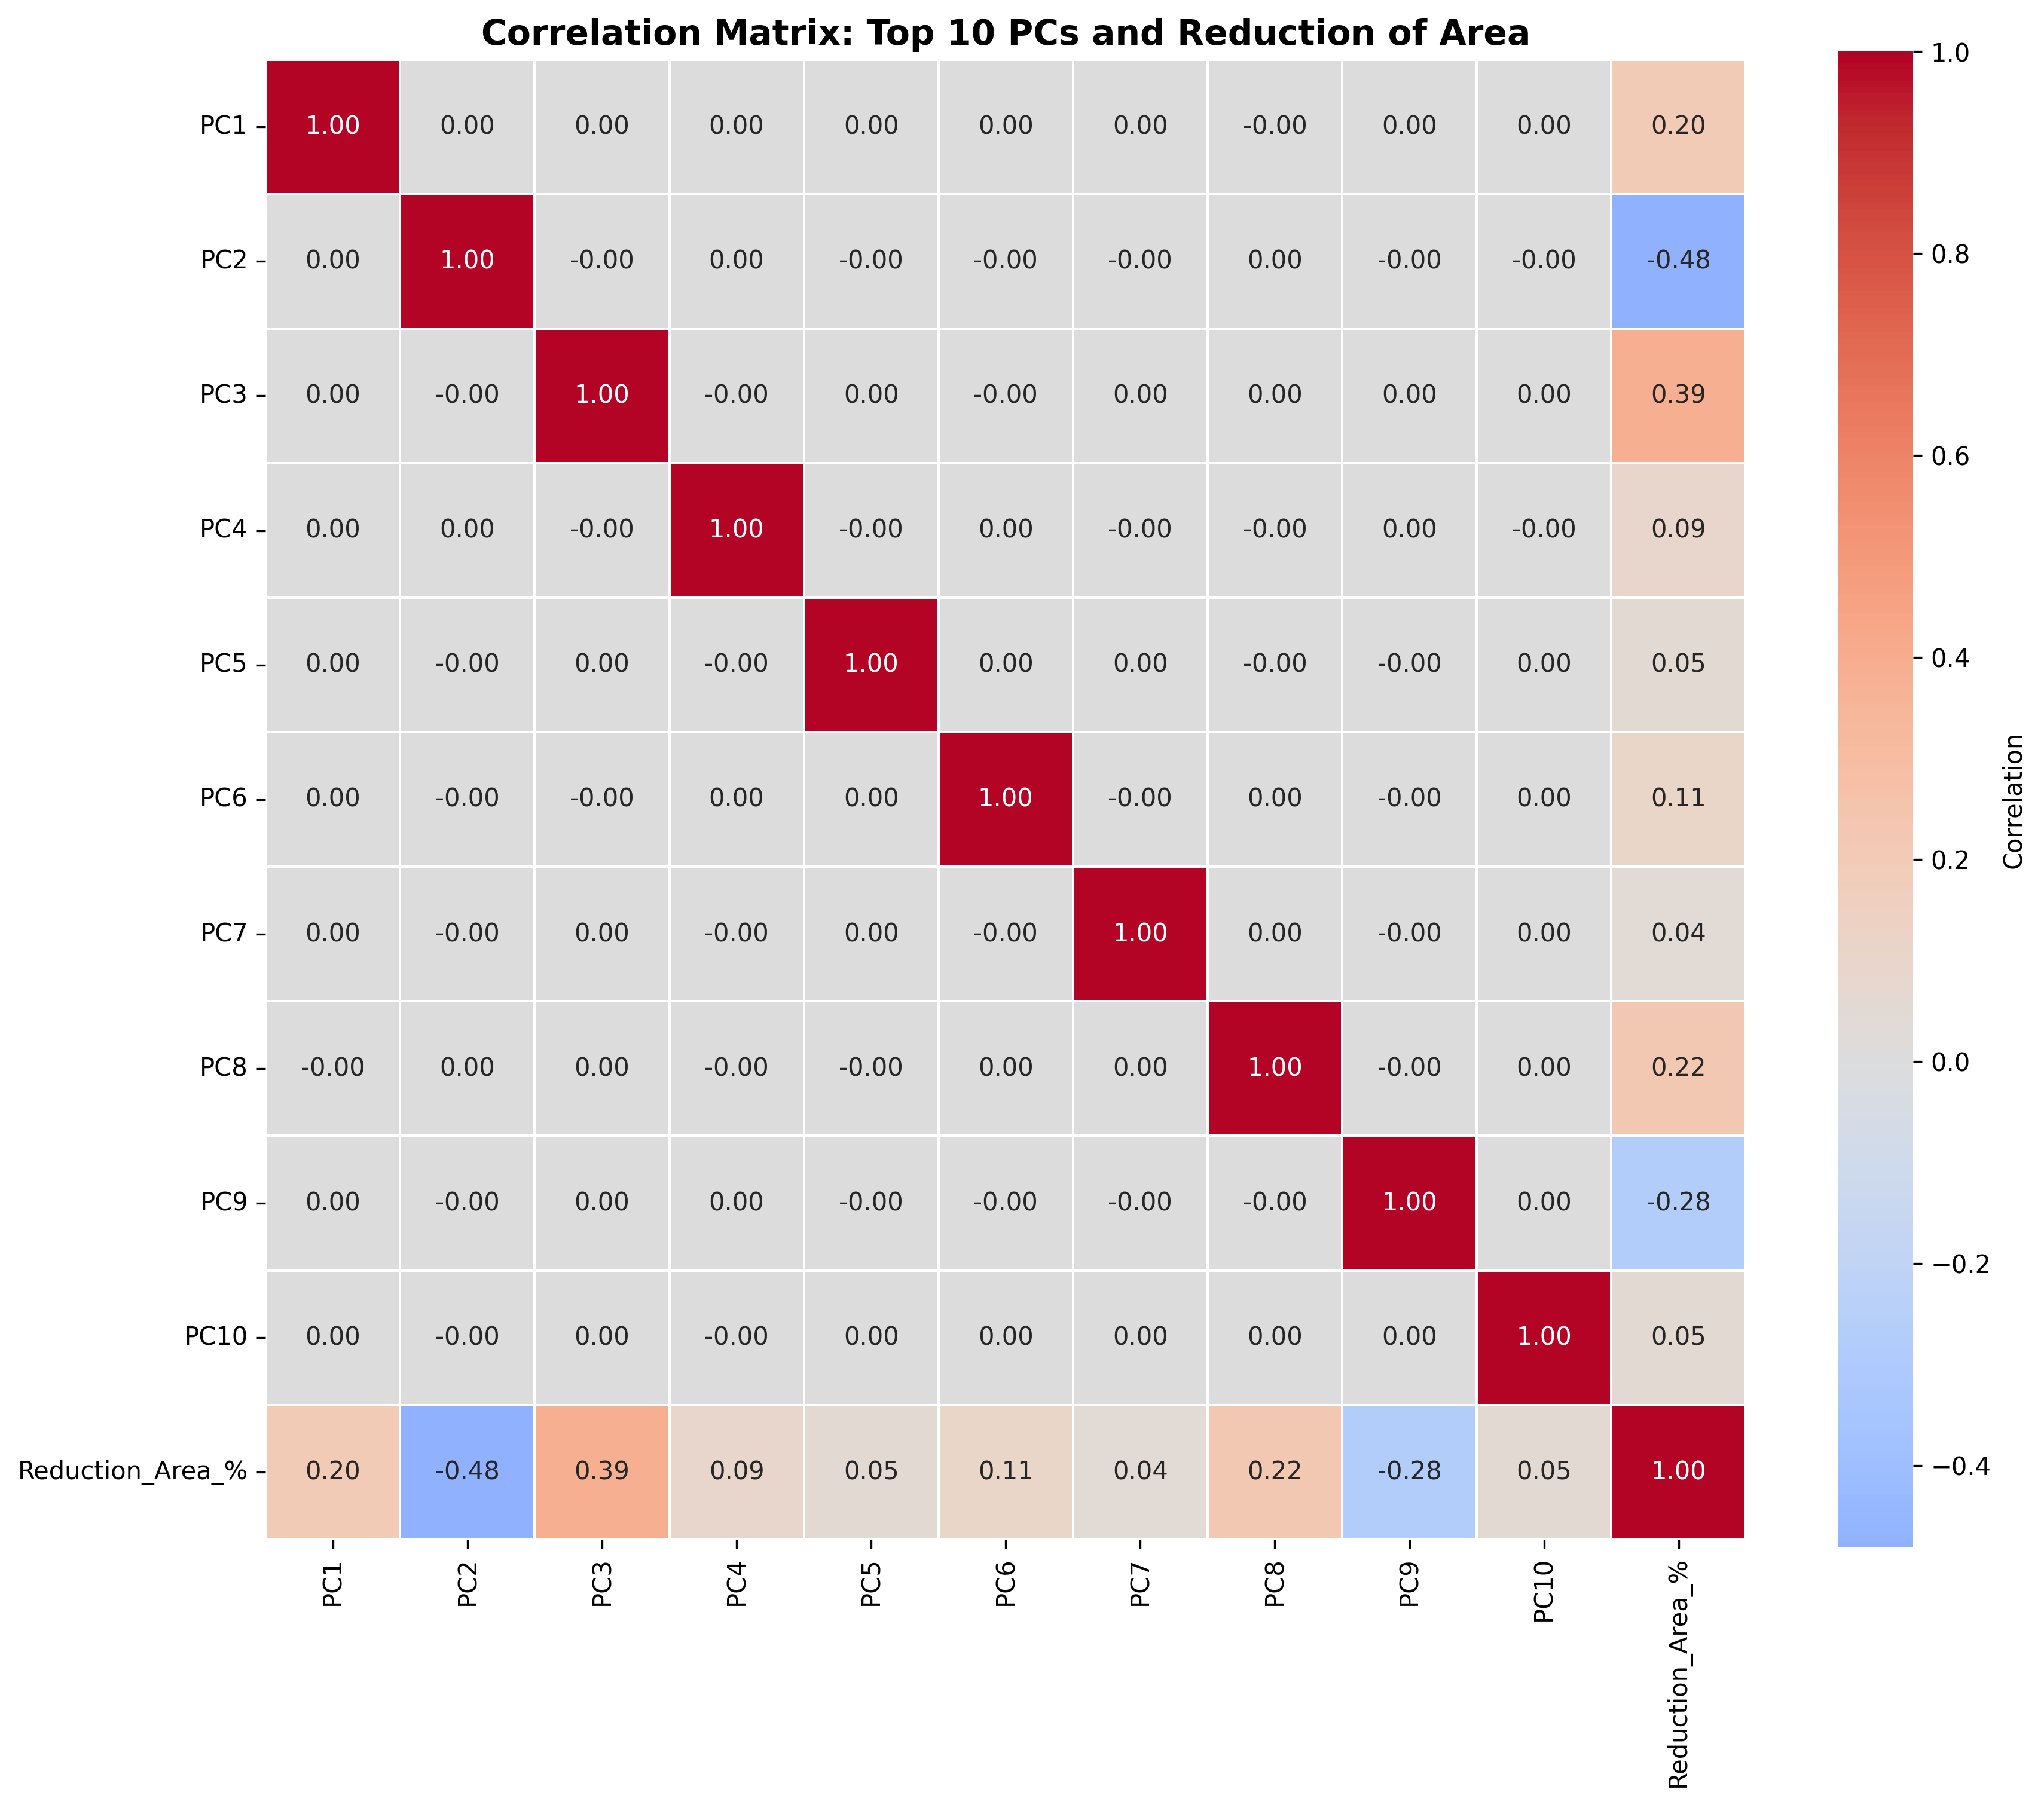 Correlation Matrix: Top 10 PCs and Reduction of Area
PC1 1.00 0.00 0.00 0.00 0.00 0.00 0.00 -0.00 0.00 0.00 0.20
PC2 0.00 1.00 -0.00 0.00 -0.00 -0.00 -0.00 0.00 -0.00 -0.00 -0.48
PC3 0.00 -0.00 1.00 -0.00 0.00 -0.00 0.00 0.00 0.00 0.00 0.39
PC4 0.00 0.00 -0.00 1.00 -0.00 0.00 -0.00 -0.00 0.00 -0.00 0.09
PC5 0.00 -0.00 0.00 -0.00 1.00 0.00 0.00 -0.00 -0.00 0.00 0.05
PC6 0.00 -0.00 -0.00 0.00 0.00 1.00 -0.00 0.00 -0.00 0.00 0.11
PC7 0.00 -0.00 0.00 -0.00 0.00 -0.00 1.00 0.00 -0.00 0.00 0.04
PC8 -0.00 0.00 0.00 -0.00 -0.00 0.00 0.00 1.00 -0.00 0.00 0.22
PC9 0.00 -0.00 0.00 0.00 -0.00 -0.00 -0.00 -0.00 1.00 0.00 -0.28
PC10 0.00 -0.00 0.00 -0.00 0.00 0.00 0.00 0.00 0.00 1.00 0.05
Reduction_Area_% 0.20 -0.48 0.39 0.09 0.05 0.11 0.04 0.22 -0.28 0.05 1.00
PC1 PC2 PC3 PC4 PC5 PC6 PC7 PC8 PC9 PC10 Reduction_Area_%
1.0
0.8
0.6
0.4
0.2
0.0
−0.2
−0.4
Correlation